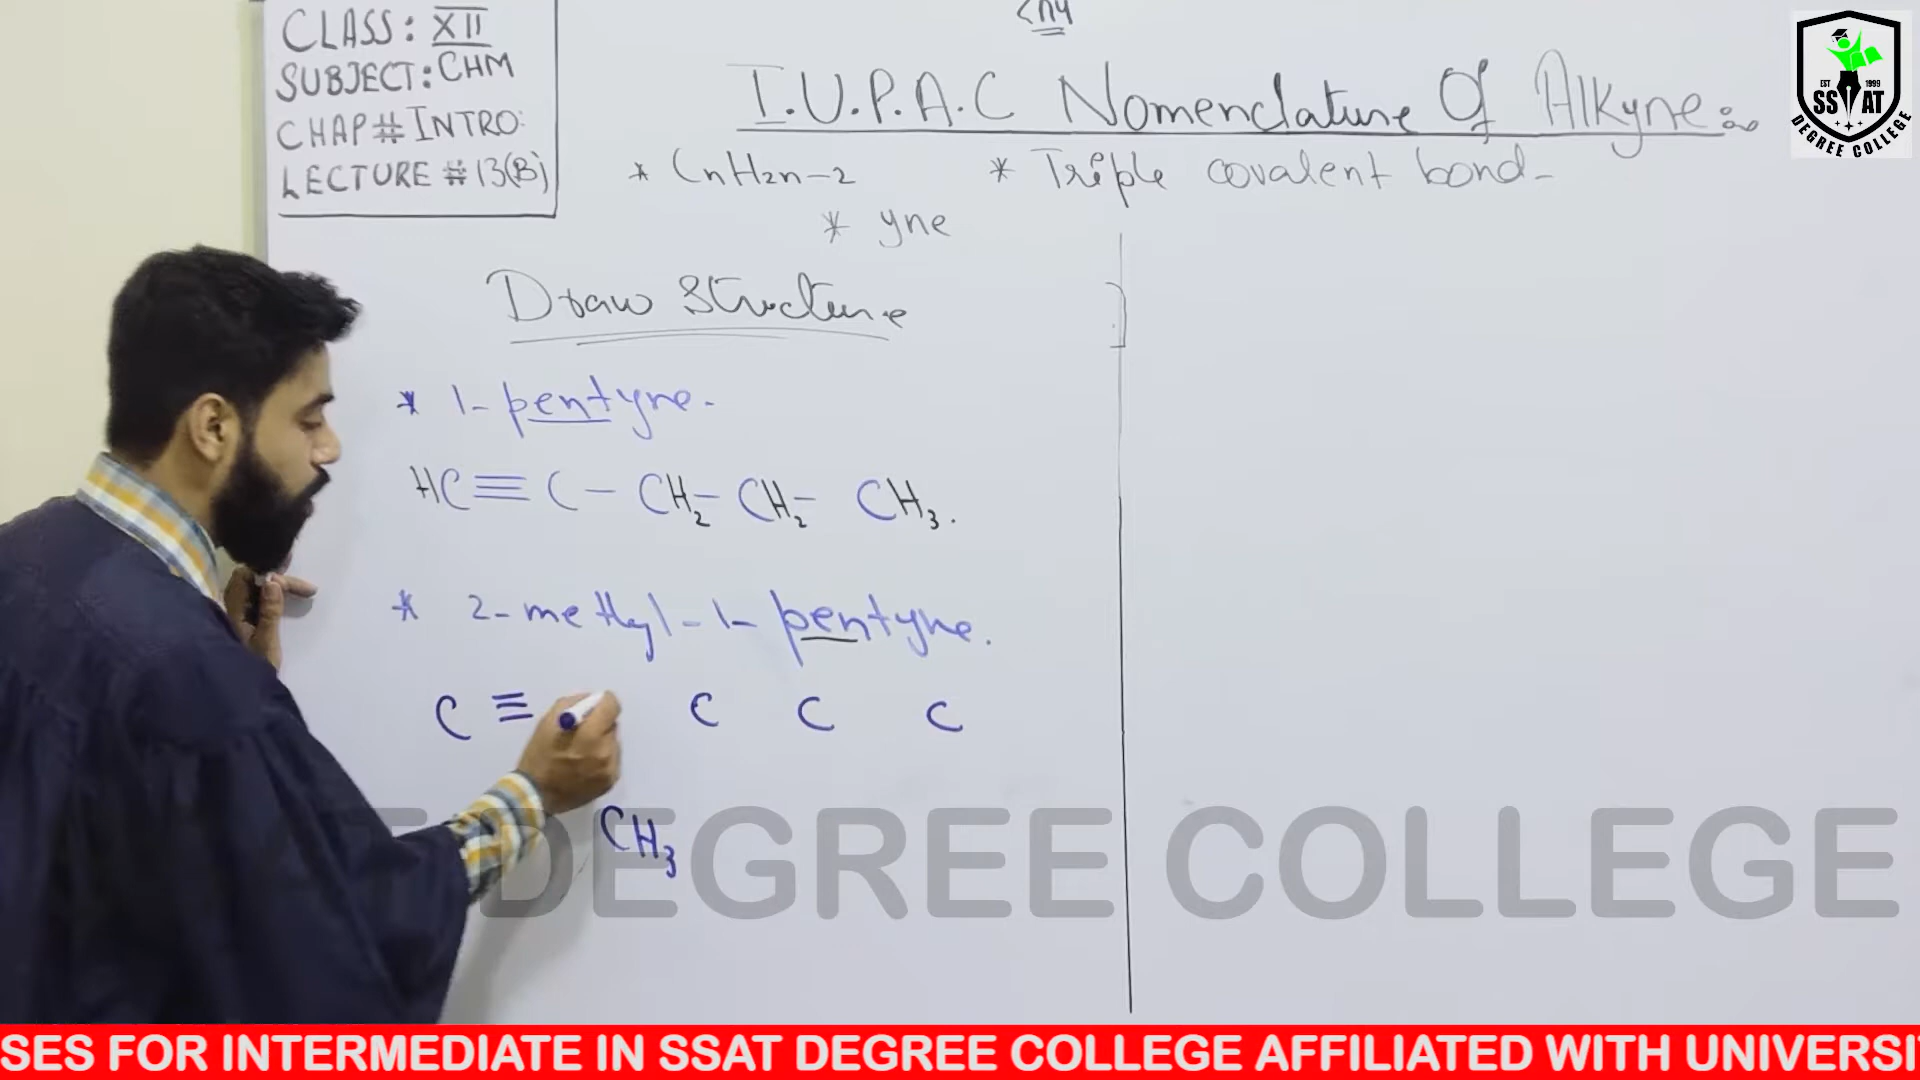 CLASS: XII
SUBJECT: CHM
CHAP # INTRO:
LECTURE # 13(B)
I.U.P.A.C Nomenclature Of Alkyne:
* CnH2n-2 * Triple covalent bond-
* yne
Draw Structure
* 1-pentyne.
HC≡C-CH2-CH2-CH3.
* 2-methyl-1-pentyne.
C ≡ C C C
CH3
EST 1999
SSAT
DEGREE COLLEGE
T DEGREE COLLEGE
SES FOR INTERMEDIATE IN SSAT DEGREE COLLEGE AFFILIATED WITH UNIVERSI